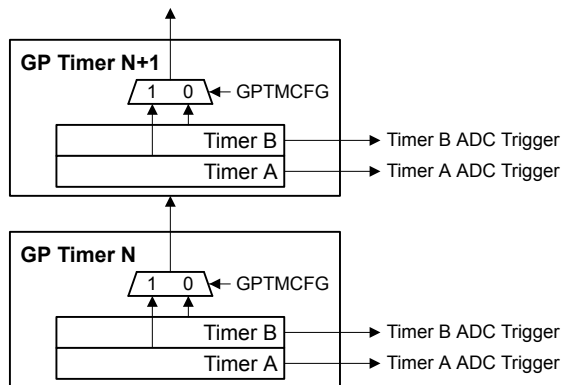 GP Timer N+1
1 0 GPTMCFG
Timer B Timer B ADC Trigger
Timer A Timer A ADC Trigger
GP Timer N
1 0 GPTMCFG
Timer B Timer B ADC Trigger
Timer A Timer A ADC Trigger